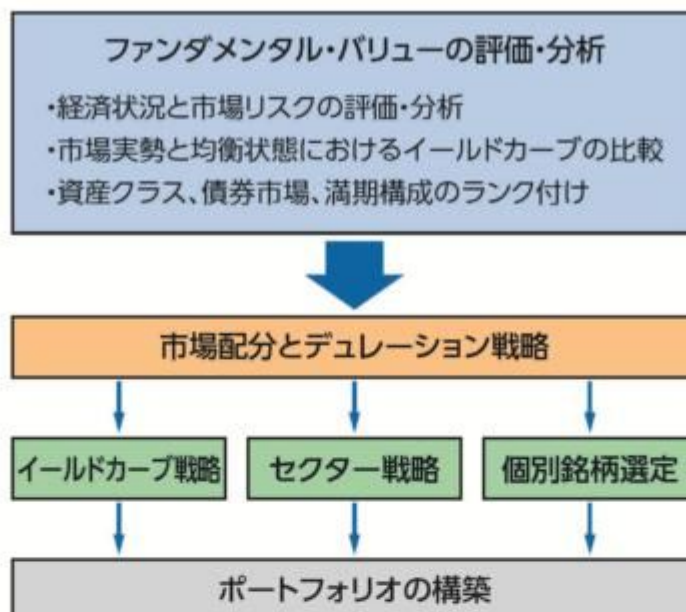 ファンダメンタル・バリューの評価・分析
・経済状況と市場リスクの評価・分析
・市場実勢と均衡状態におけるイールドカーブの比較
・資産クラス、債券市場、満期構成のランク付け
市場配分とデュレーション戦略
イールドカーブ戦略
セクター戦略
個別銘柄選定
ポートフォリオの構築